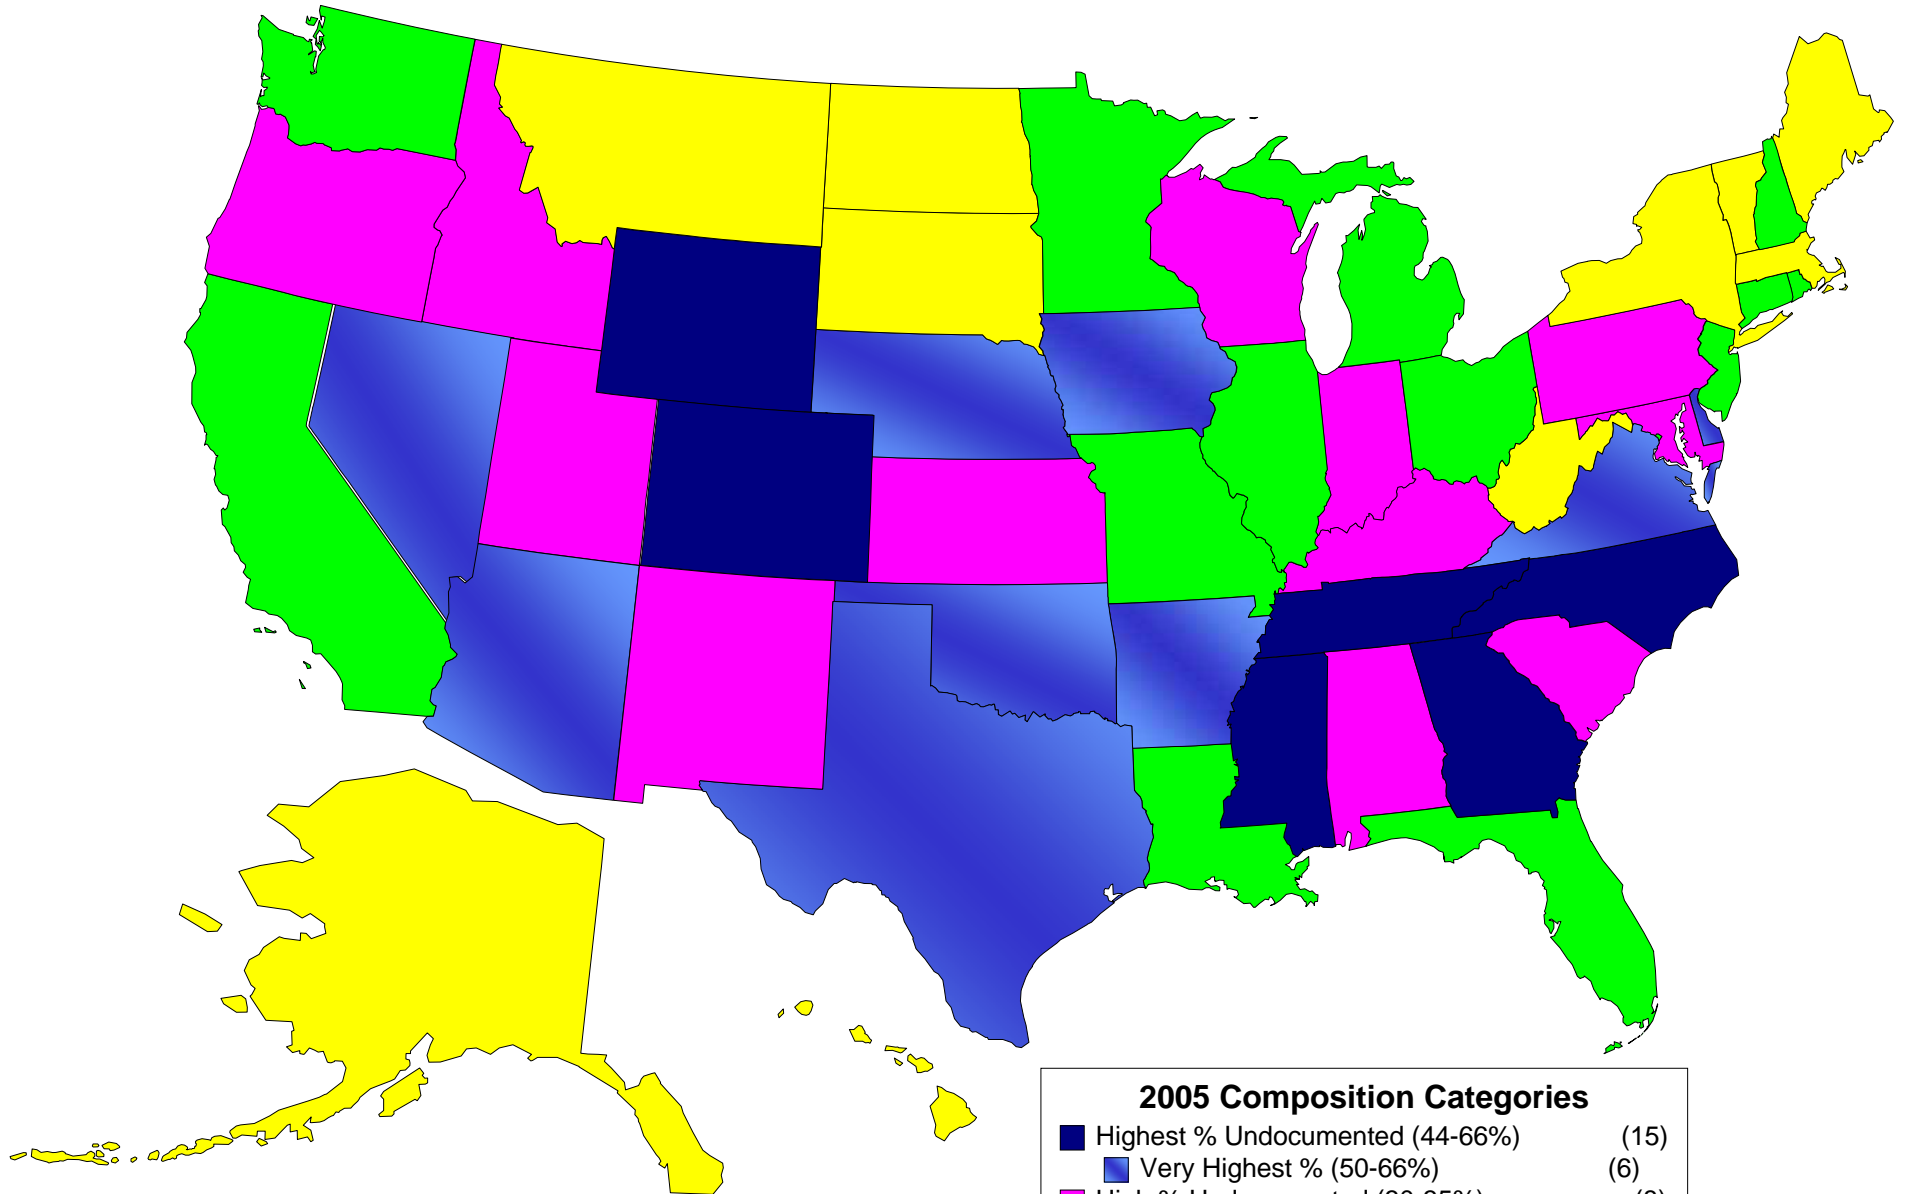 2005 Composition Categories
Highest % Undocumented (44-66%) (15)
Very Highest % (50-66%) (6)